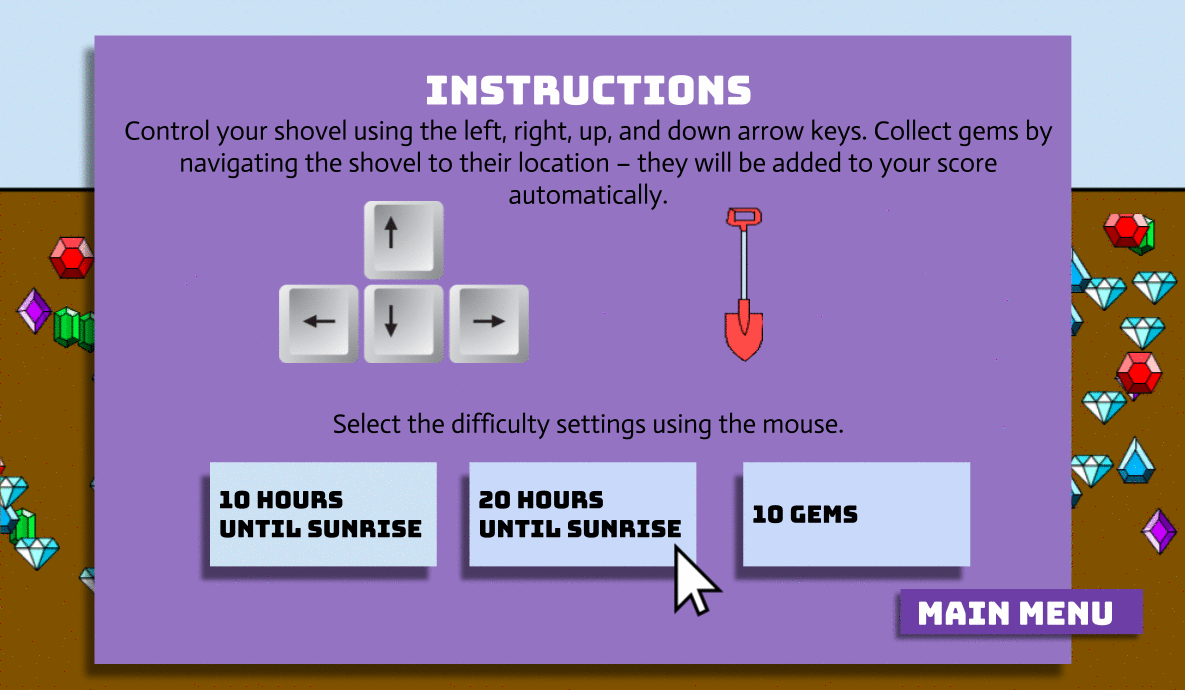 INSTRUCTIONS
Control your shovel using the left, right, up, and down arrow keys. Collect gems by
navigating the shovel to their location – they will be added to your score
automatically.
Select the difficulty settings using the mouse.
10 HOURS
UNTIL SUNRISE
20 HOURS
UNTIL SUNRISE
10 GEMS
MAIN MENU